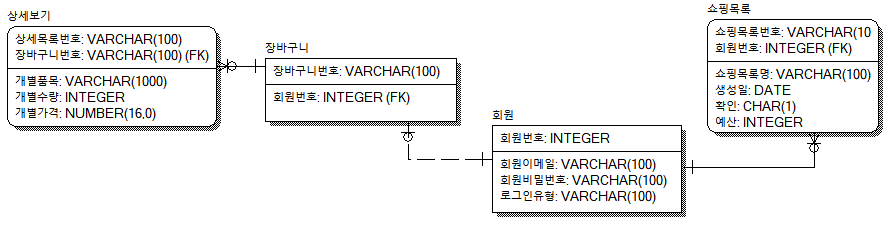 상세보기
상세목록번호: VARCHAR(100)
장바구니번호: VARCHAR(100) (FK)
개별품목: VARCHAR(1000)
개별수량: INTEGER
개별가격: NUMBER(16,0)
장바구니
장바구니번호: VARCHAR(100)
회원번호: INTEGER (FK)
회원
회원번호: INTEGER
회원이메일: VARCHAR(100)
회원비밀번호: VARCHAR(100)
로그인유형: VARCHAR(100)
쇼핑목록
쇼핑목록번호: VARCHAR(10
회원번호: INTEGER (FK)
쇼핑목록명: VARCHAR(100)
생성일: DATE
확인: CHAR(1)
예산: INTEGER